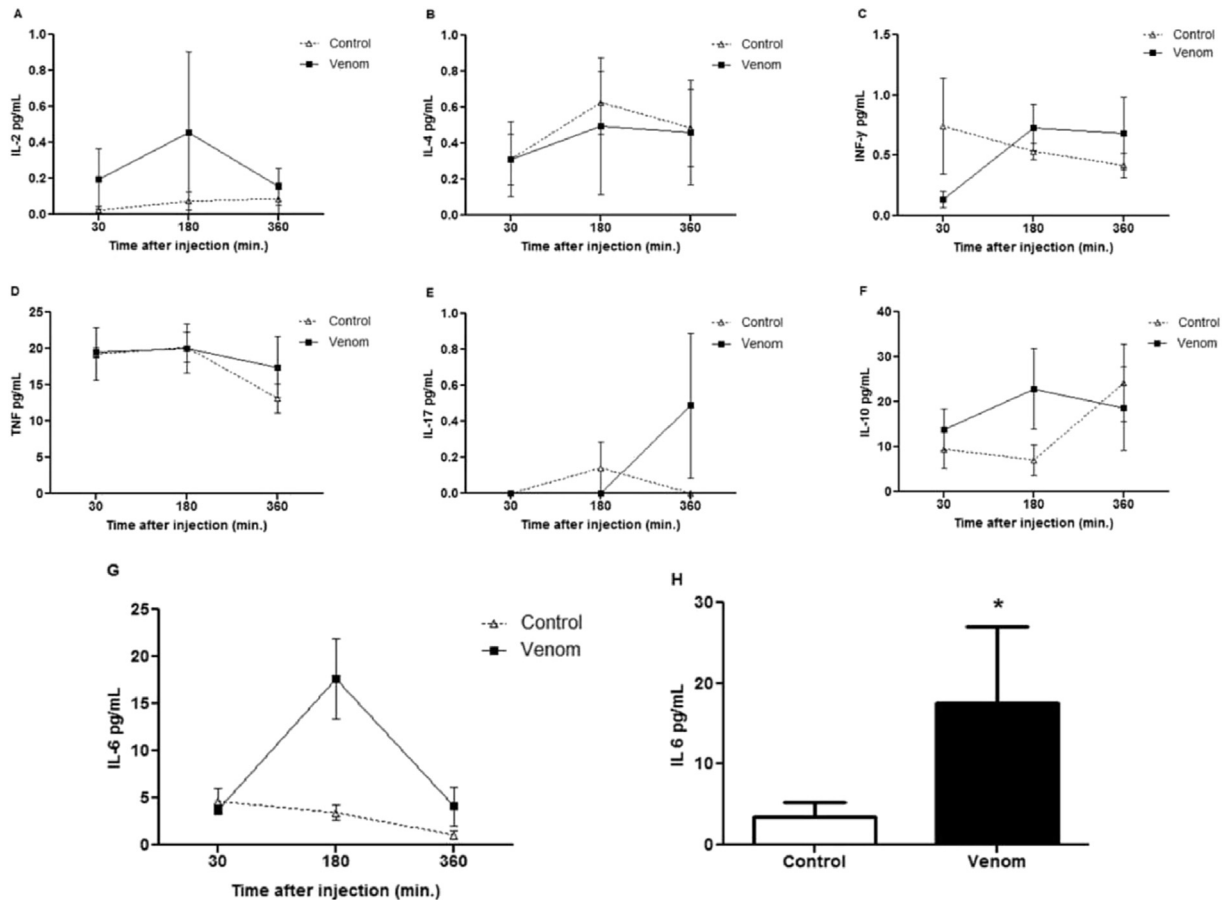 A
1.0
0.8
0.6
0.4
0.2
0.0
IL-2 pg/mL
30 180 360
Time after injection (min.)
Control
Venom
B
1.0
0.8
0.6
0.4
0.2
0.0
IL-4 pg/mL
30 180 360
Time after injection (min.)
Control
Venom
C
1.5
1.0
0.5
0.0
INF-y pg/mL
30 180 360
Time after injection (min.)
Control
Venom
D
25
20
15
10
5
0
TNF pg/mL
30 180 360
Time after injection (min.)
Control
Venom
E
1.0
0.8
0.6
0.4
0.2
0.0
IL-17 pg/mL
30 180 360
Time after injection (min.)
Control
Venom
F
40
30
20
10
0
IL-10 pg/mL
30 180 360
Time after injection (min.)
Control
Venom
G
25
20
15
10
5
0
IL-6 pg/mL
30 180 360
Time after injection (min.)
Control
Venom
H
30
20
10
0
IL 6 pg/mL
*
Control Venom